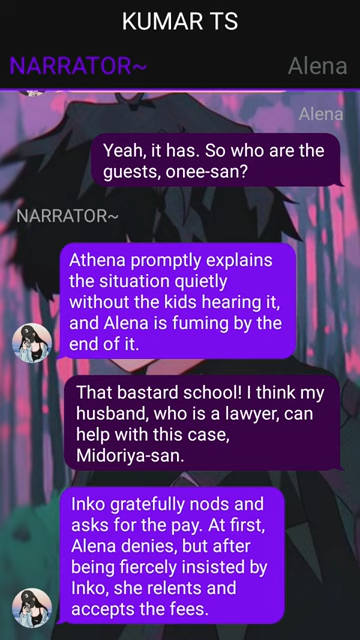 KUMAR TS
NARRATOR~
Alena
Alena
Yeah, it has. So who are the
guests, onee-san?
NARRATOR~
Athena promptly explains
the situation quietly
without the kids hearing it,
and Alena is fuming by the
end of it.
That bastard school! I think my
husband, who is a lawyer, can
help with this case,
Midoriya-san.
Inko gratefully nods and
asks for the pay. At first,
Alena denies, but after
being fiercely insisted by
Inko, she relents and
accepts the fees.